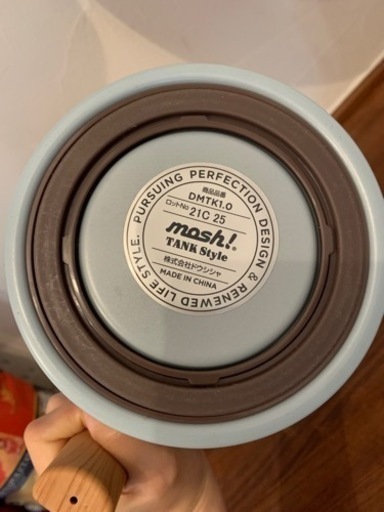 PURSUING PERFECTION DESIGN & RENEWED LIFE STYLE.
商品品番
DMTK1.0
ロットNo 21C 25
mosh!
TANK Style
株式会社ドウシシャ
MADE IN CHINA